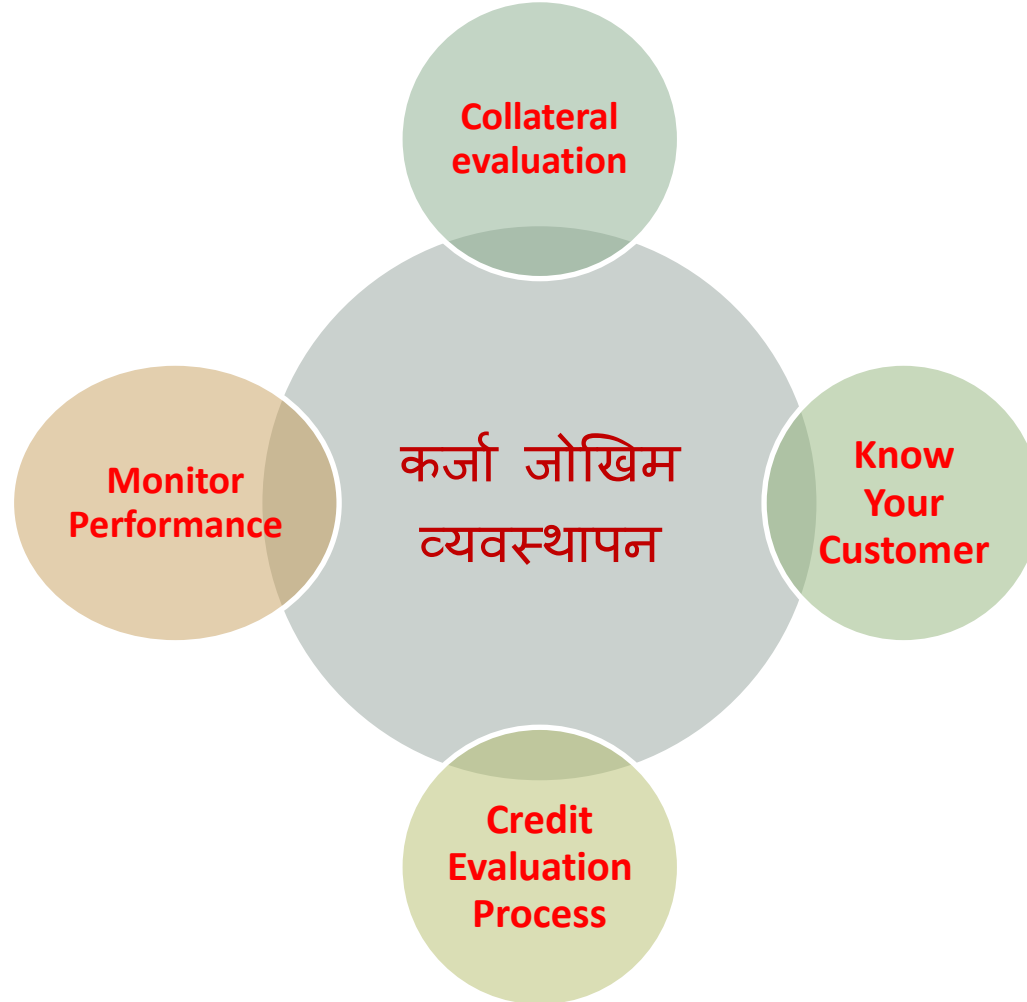 Collateral
evaluation
कर्जा जोखिम
व्यवस्थापन
Know
Your
Customer
Credit
Evaluation
Process
Monitor
Performance